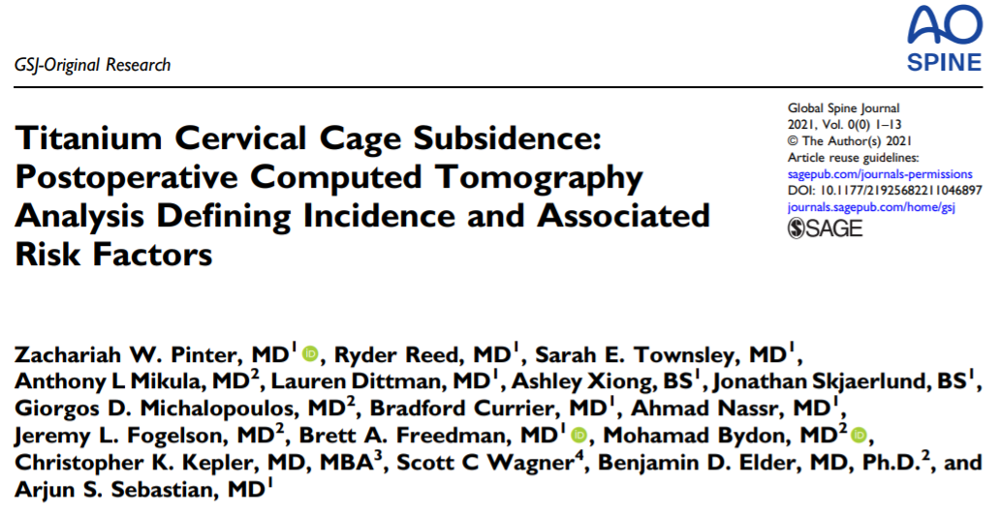 AO
SPINE
GSJ-Original Research
Global Spine Journal
2021, Vol. 0(0) 1–13
© The Author(s) 2021
Article reuse guidelines:
sagepub.com/journals-permissions
DOI: 10.1177/21925682211046897
journals.sagepub.com/home/gsj
SAGE
Titanium Cervical Cage Subsidence:
Postoperative Computed Tomography
Analysis Defining Incidence and Associated
Risk Factors
Zachariah W. Pinter, MD¹ iD, Ryder Reed, MD¹, Sarah E. Townsley, MD¹,
Anthony L Mikula, MD², Lauren Dittman, MD¹, Ashley Xiong, BS¹, Jonathan Skjaerlund, BS¹,
Giorgos D. Michalopoulos, MD², Bradford Currier, MD¹, Ahmad Nassr, MD¹,
Jeremy L. Fogelson, MD², Brett A. Freedman, MD¹ iD, Mohamad Bydon, MD² iD,
Christopher K. Kepler, MD, MBA³, Scott C Wagner⁴, Benjamin D. Elder, MD, Ph.D.², and
Arjun S. Sebastian, MD¹